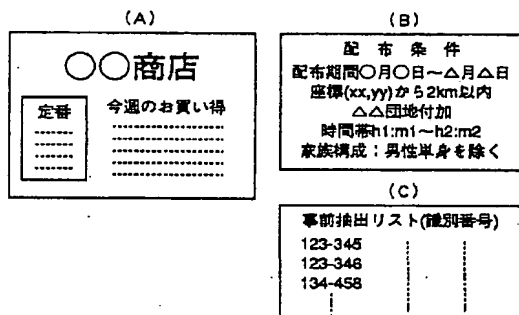 (A)
○○商店
定番
今週のお買い得
(B)
配布条件
配布期間○月○日～△月△日
座標(xx,yy)から2km以内
△△団地付加
時間帯h1:m1～h2:m2
家族構成：男性単身を除く
(C)
事前抽出リスト(識別番号)
123-345
123-346
134-458